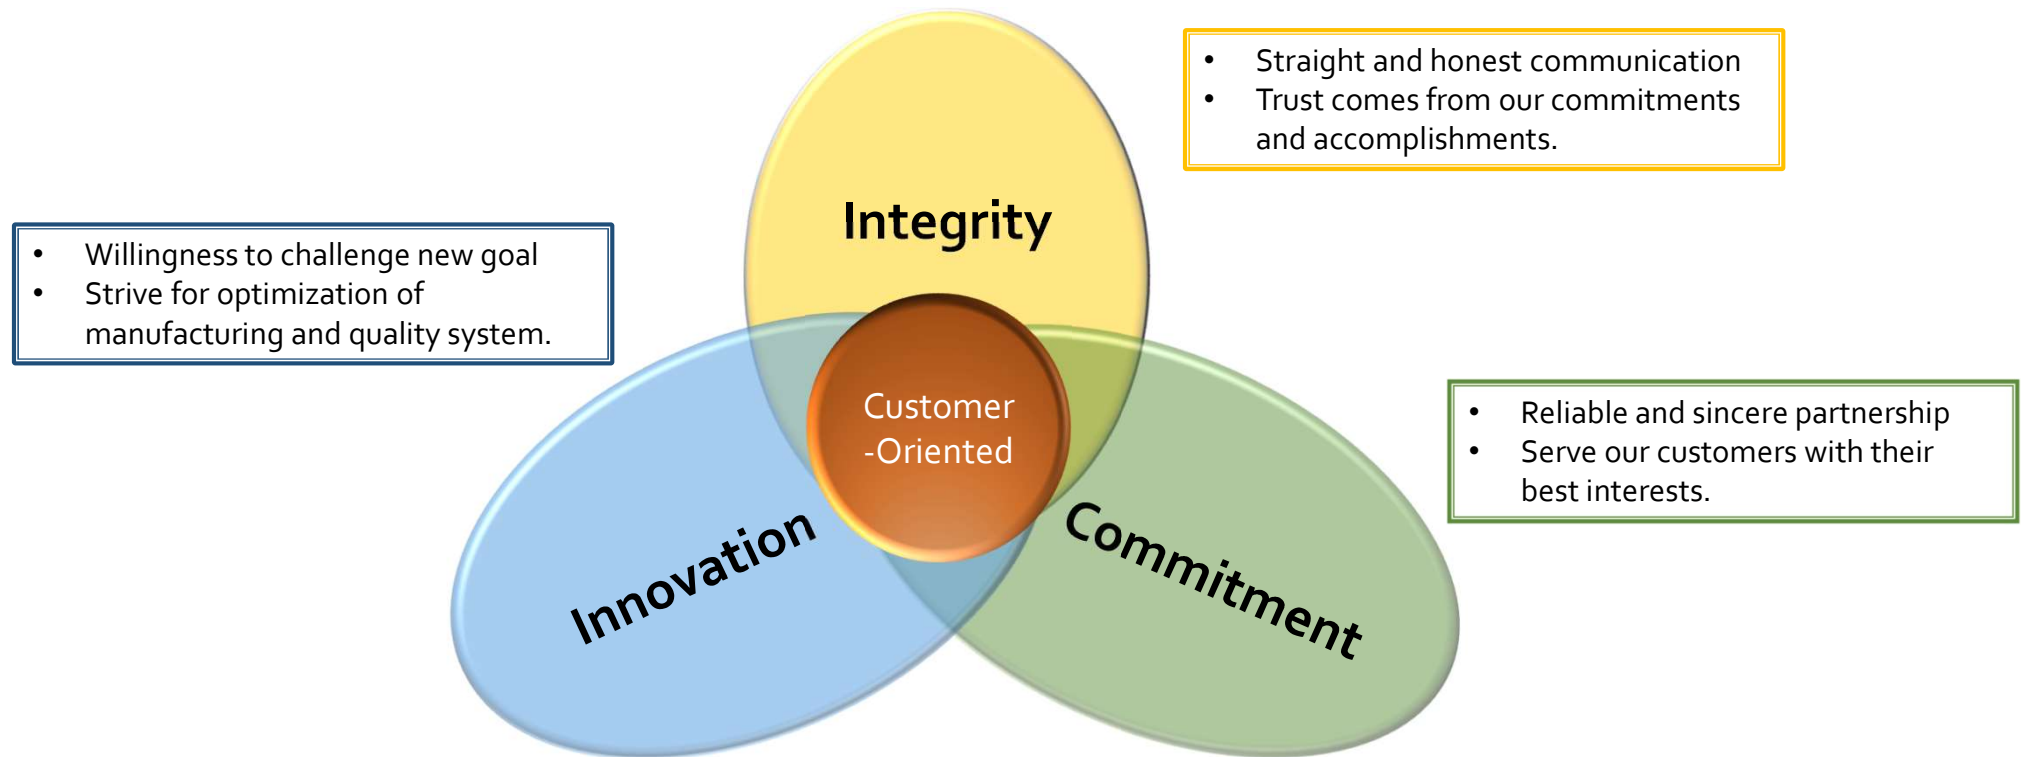 • Straight and honest communication
• Trust comes from our commitments
and accomplishments.
Integrity
• Willingness to challenge new goal
• Strive for optimization of
manufacturing and quality system.
Customer
-Oriented
• Reliable and sincere partnership
• Serve our customers with their
best interests.
Innovation
Commitment